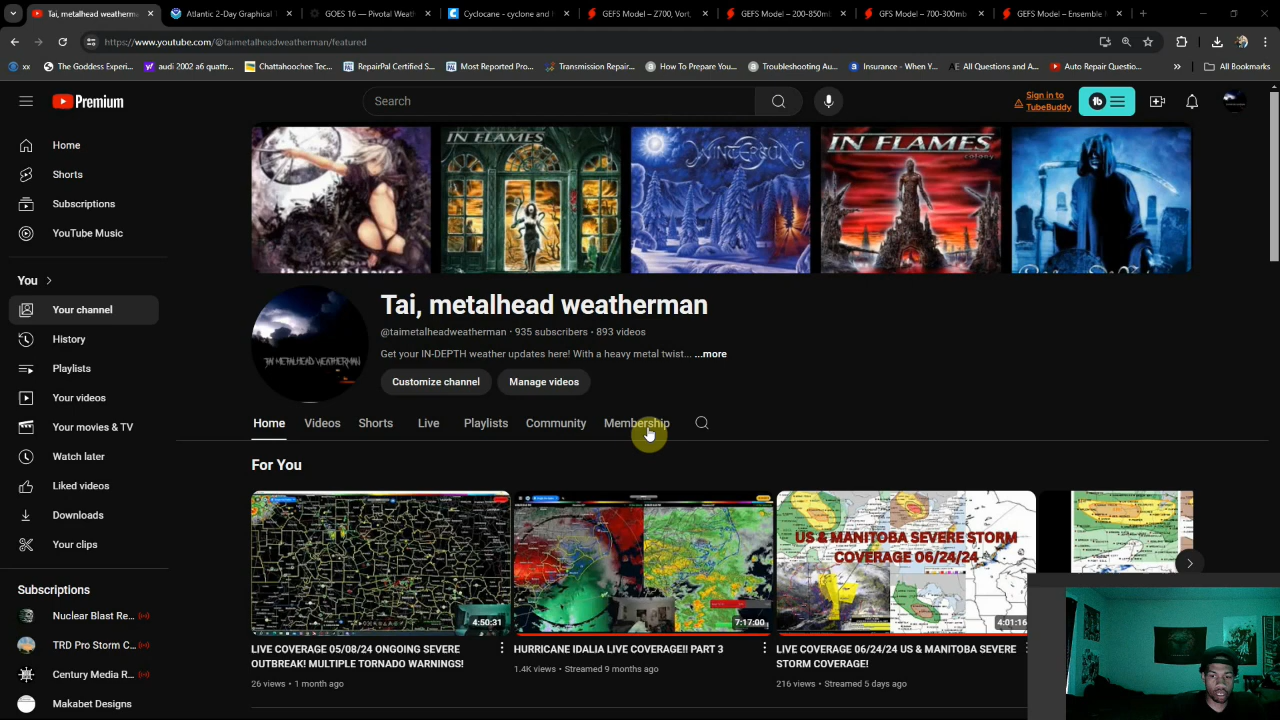 Tai, metalhead weatherma
Atlantic 2-Day Graphical
GOES 16 — Pivotal Weath
Cyclocane - cyclone and h
GEFS Model – Z700, Vort,
GEFS Model – 200-850m
GFS Model – 700-300mb
GEFS Model – Ensemble
https://www.youtube.com/@taimetalheadweatherman/featured
xx
The Goddess Experi...
audi 2002 a6 quattr...
Chattahoochee Tec...
RepairPal Certified S...
Most Reported Pro...
Transmission Repair...
How To Prepare You...
Troubleshooting Au...
Insurance - When Y...
All Questions and A...
Auto Repair Questio...
All Bookmarks
Premium
Search
Sign in to
TubeBuddy
Home
Shorts
Subscriptions
YouTube Music
You
Your channel
History
Playlists
Your videos
Your movies & TV
Watch later
Liked videos
Downloads
Your clips
Subscriptions
Nuclear Blast Re...
TRD Pro Storm C...
Century Media R...
Makabet Designs
IN FLAMES
WINTERSUN
IN FLAMES
colony
Tai, metalhead weatherman
@taimetalheadweatherman • 935 subscribers • 893 videos
Get your IN-DEPTH weather updates here! With a heavy metal twist... ...more
TAI METALHEAD WEATHERMAN
Customize channel
Manage videos
Home
Videos
Shorts
Live
Playlists
Community
Membership
For You
4:50:31
7:17:00
US & MANITOBA SEVERE STORM
COVERAGE 06/24/24
4:01:16
LIVE COVERAGE 05/08/24 ONGOING SEVERE
OUTBREAK! MULTIPLE TORNADO WARNINGS!
26 views • 1 month ago
HURRICANE IDALIA LIVE COVERAGE!! PART 3
1.4K views • Streamed 9 months ago
LIVE COVERAGE 06/24/24 US & MANITOBA SEVERE
STORM COVERAGE!
216 views • Streamed 5 days ago